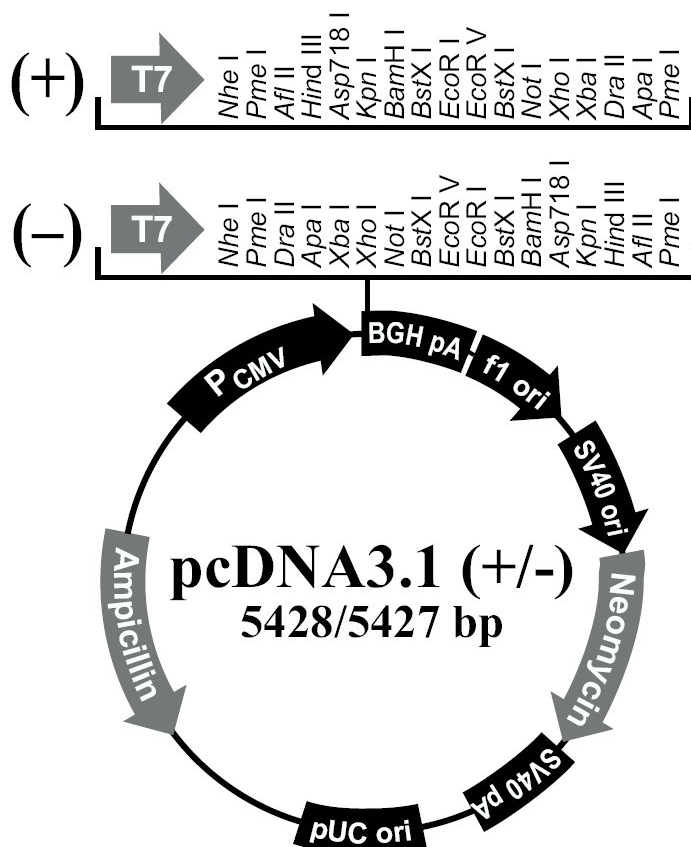 (+) T7 Nhe I Pme I Afl II Hind III Asp718 I Kpn I BamH I BstX I EcoR I EcoR V BstX I Not I Xho I Xba I Dra II Apa I Pme I
(–) T7 Nhe I Pme I Dra II Apa I Xba I Xho I Not I BstX I EcoR V EcoR I BstX I BamH I Asp718 I Kpn I Hind III Afl II Pme I
P CMV
BGH pA
f1 ori
SV40 ori
Neomycin
SV40 pA
pUC ori
Ampicillin
pcDNA3.1 (+/-)
5428/5427 bp